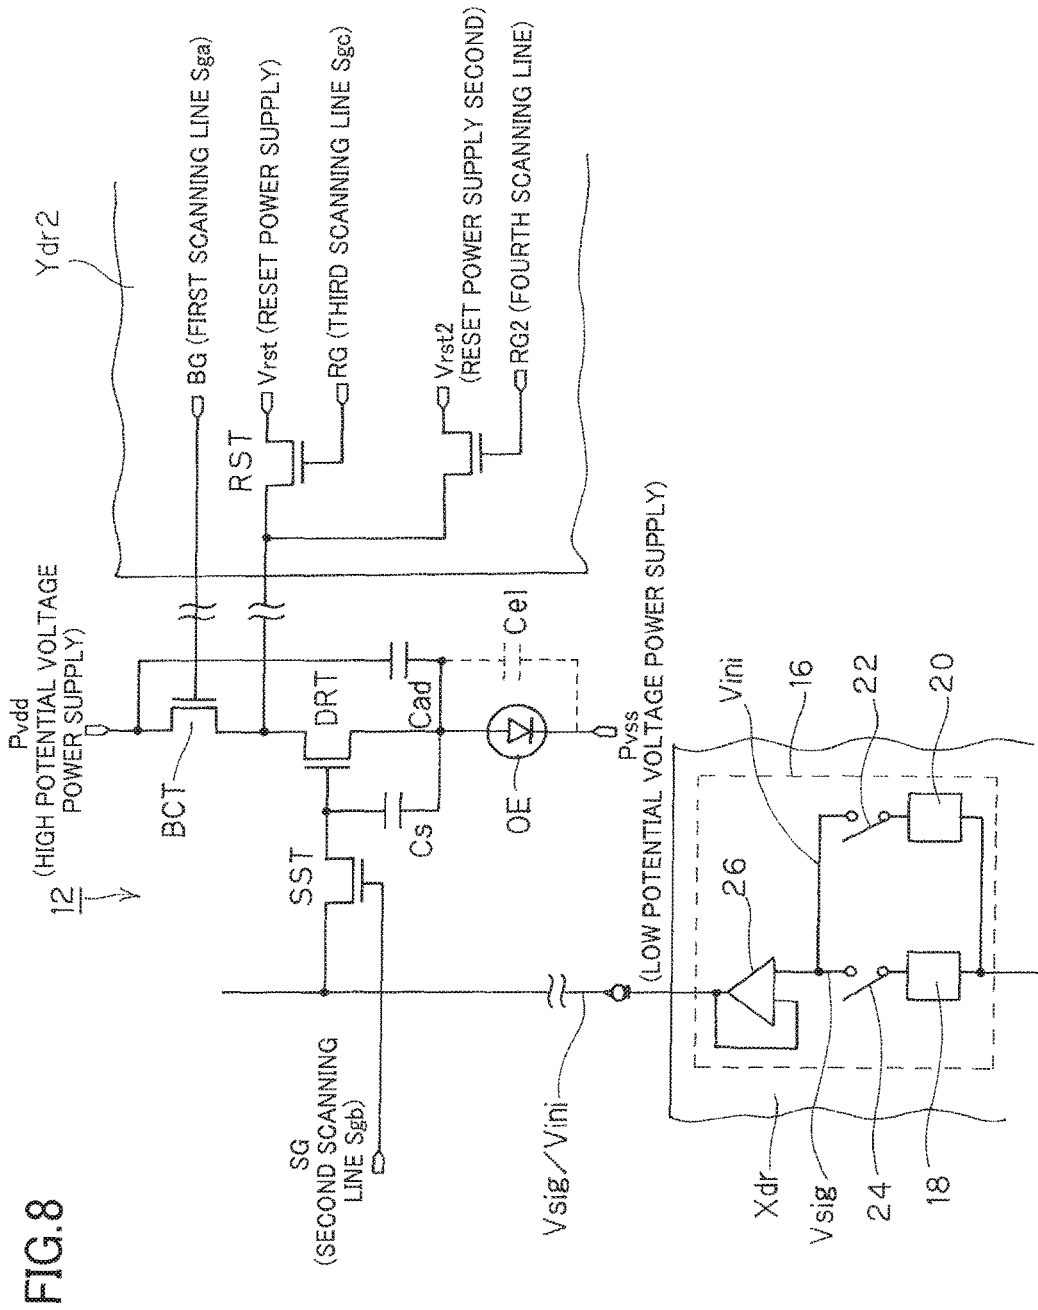 FIG.8
Ydr2
BG (FIRST SCANNING LINE Sga)
Vrst (RESET POWER SUPPLY)
RG (THIRD SCANNING LINE Sgc)
Vrst2
(RESET POWER SUPPLY SECOND)
RG2 (FOURTH SCANNING LINE)
RST
Pvdd
(HIGH POTENTIAL VOLTAGE
POWER SUPPLY)
12
BCT
DRT
Cad
Cel
SST
Cs
OE
Pvss
(LOW POTENTIAL VOLTAGE POWER SUPPLY)
SG
(SECOND SCANNING
LINE Sgb)
Vsig/Vini
Vini
16
22
20
26
Xdr
Vsig
24
18